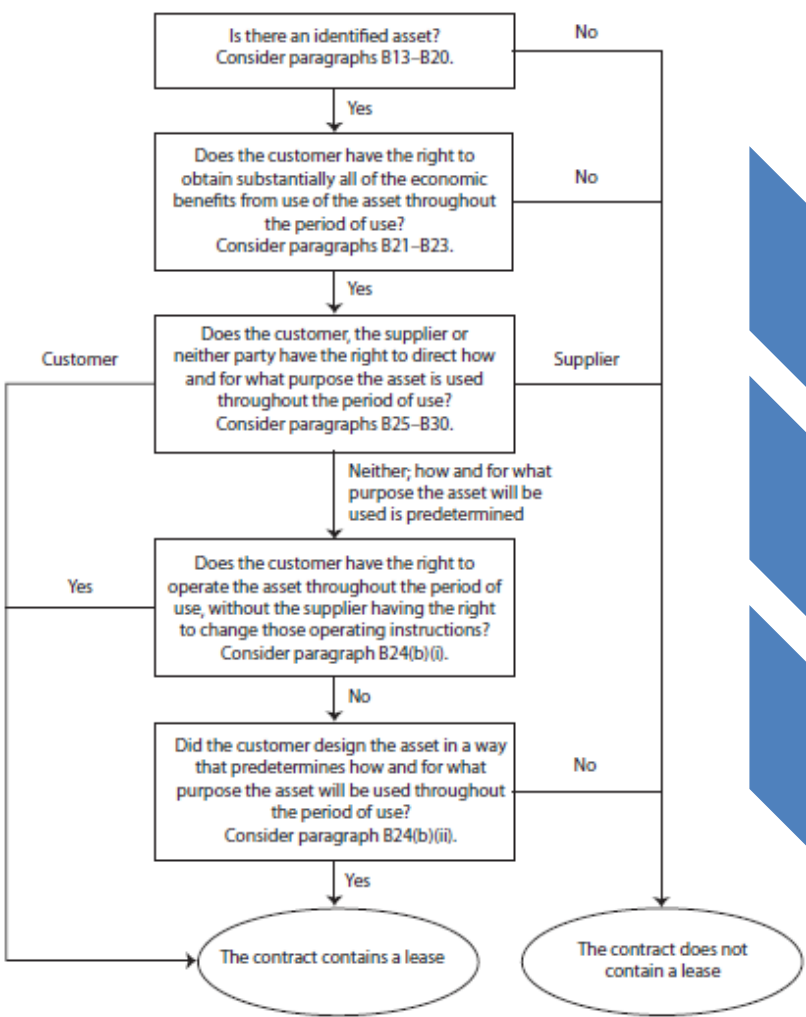 Is there an identified asset?
Consider paragraphs B13–B20.
No
Yes
Does the customer have the right to
obtain substantially all of the economic
benefits from use of the asset throughout
the period of use?
Consider paragraphs B21–B23.
No
Yes
Does the customer, the supplier or
neither party have the right to direct how
and for what purpose the asset is used
throughout the period of use?
Consider paragraphs B25–B30.
Customer
Supplier
Neither; how and for what
purpose the asset will be
used is predetermined
Does the customer have the right to
operate the asset throughout the period of
use, without the supplier having the right
to change those operating instructions?
Consider paragraph B24(b)(i).
Yes
No
Did the customer design the asset in a way
that predetermines how and for what
purpose the asset will be used throughout
the period of use?
Consider paragraph B24(b)(ii).
No
Yes
The contract contains a lease
The contract does not
contain a lease